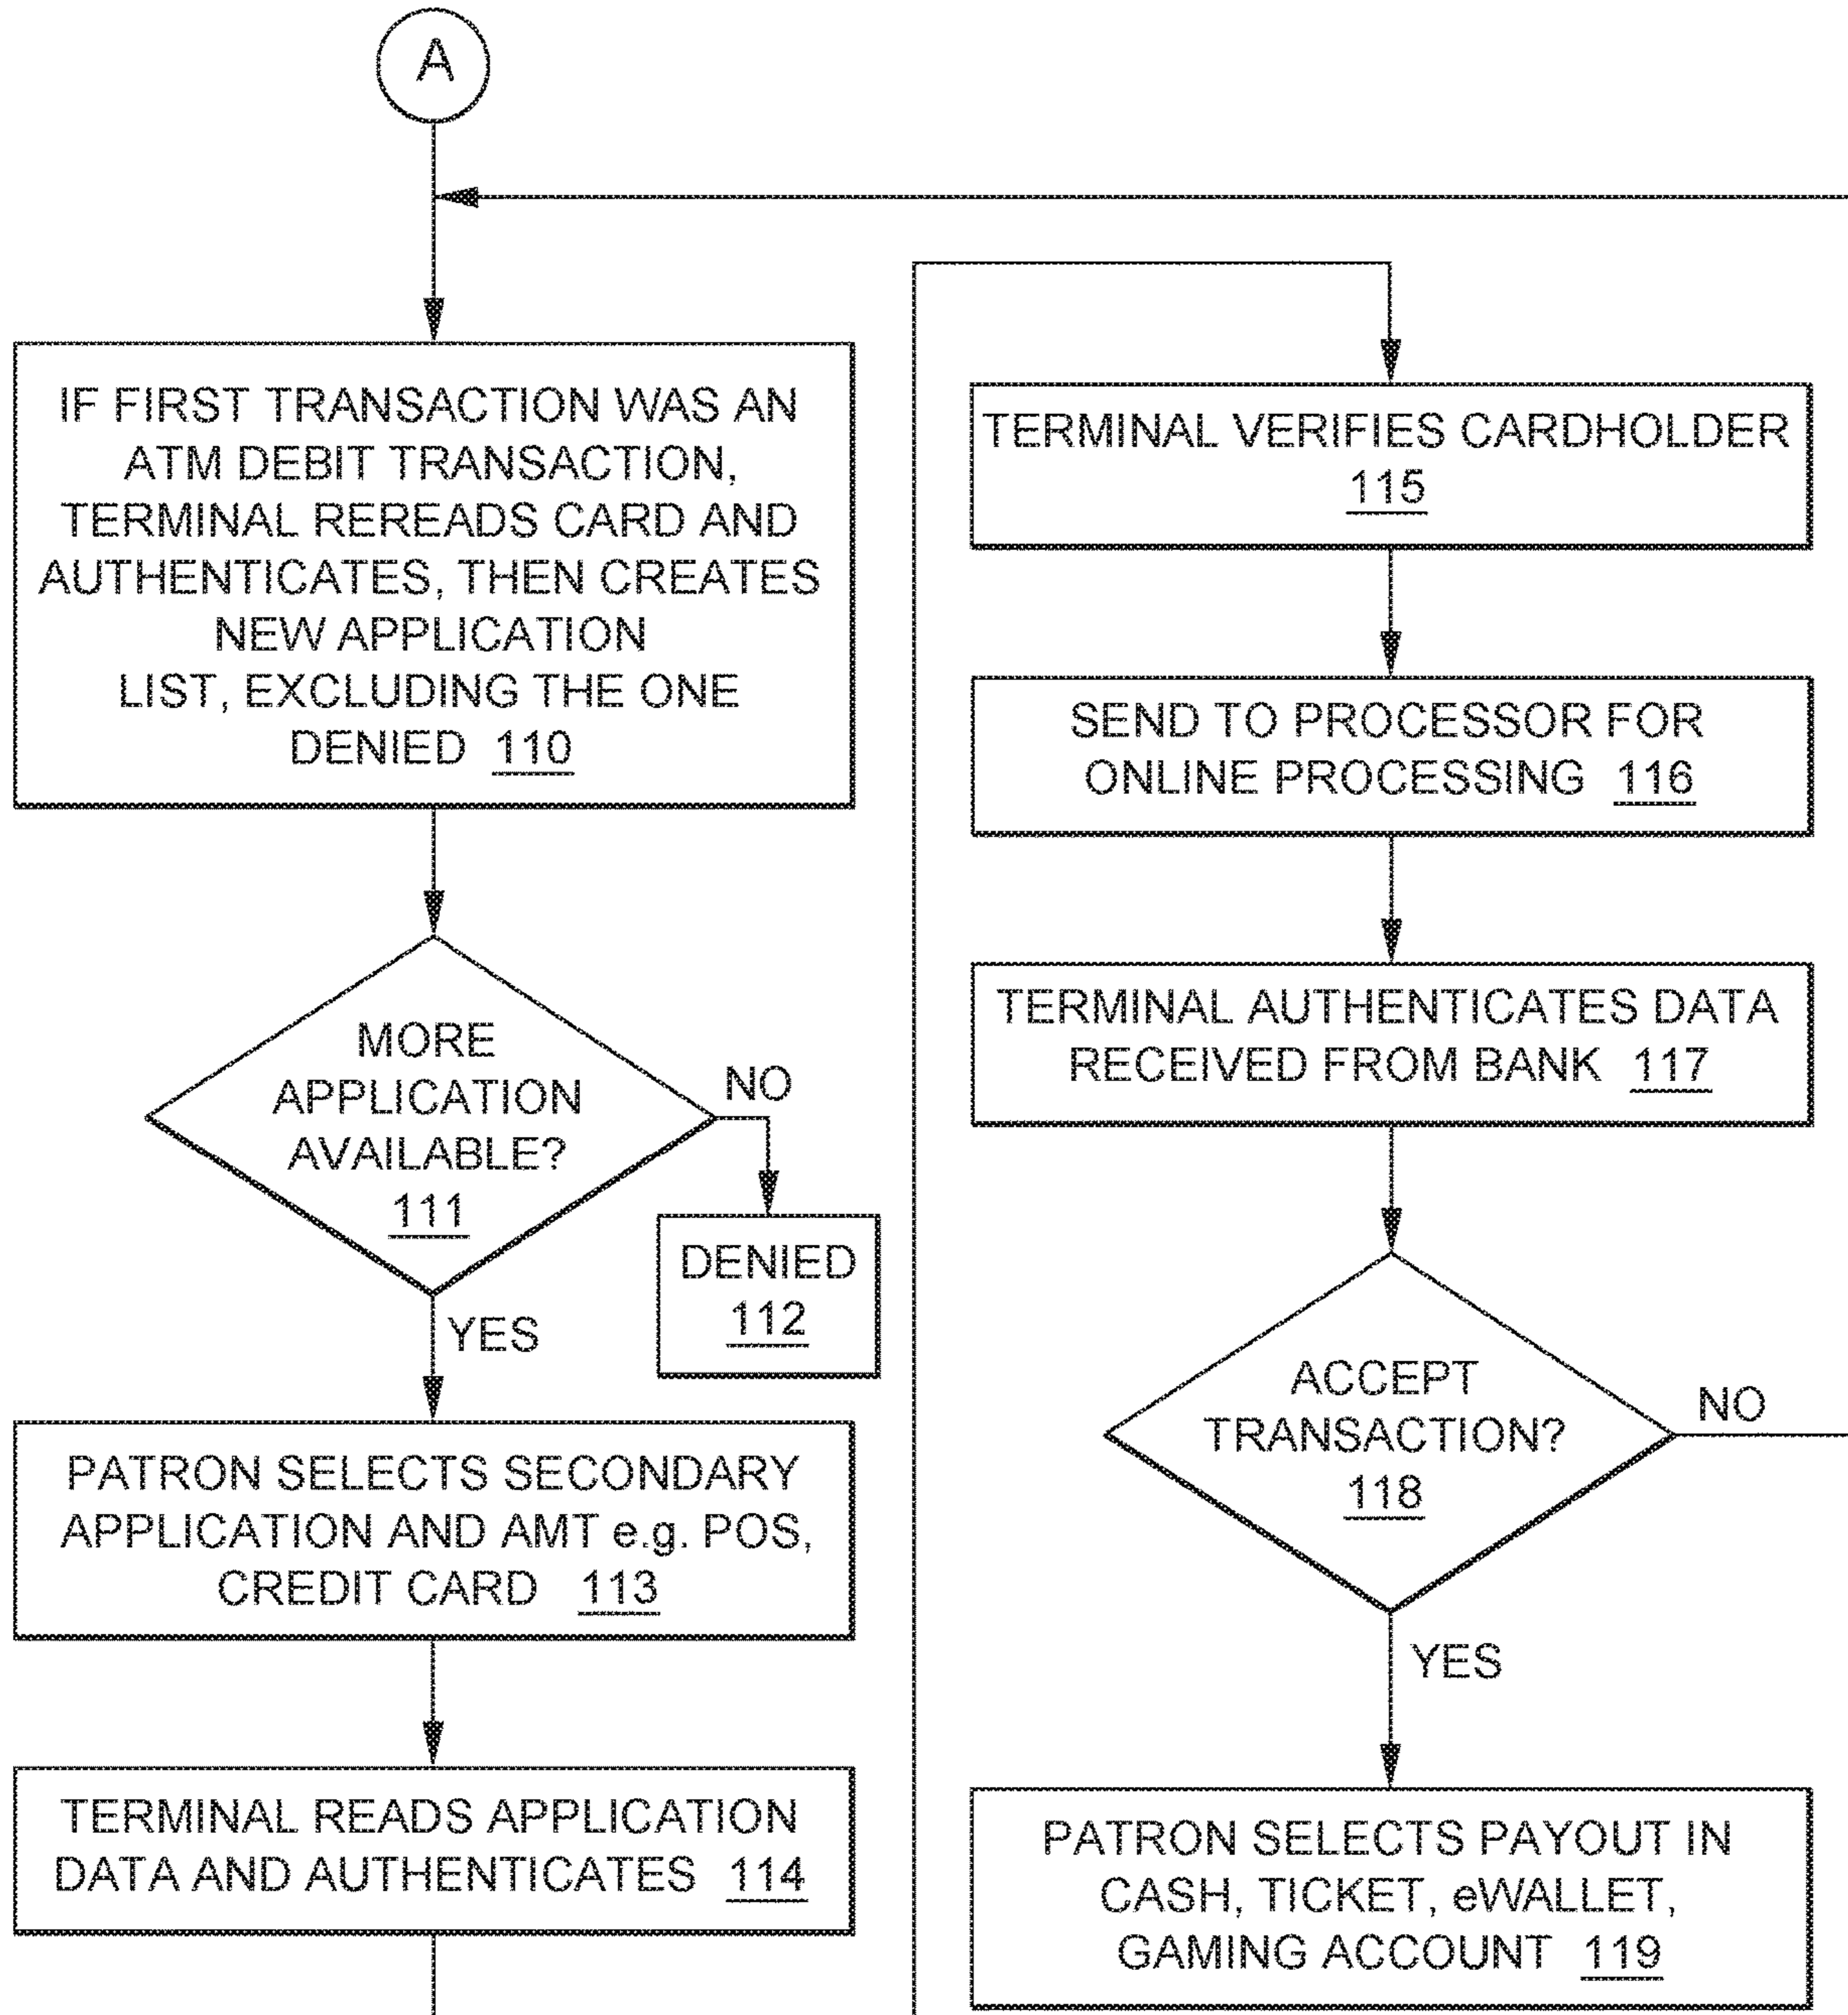 A
IF FIRST TRANSACTION WAS AN
ATM DEBIT TRANSACTION,
TERMINAL REREADS CARD AND
AUTHENTICATES, THEN CREATES
NEW APPLICATION
LIST, EXCLUDING THE ONE
DENIED 110
MORE
APPLICATION
AVAILABLE?
111
NO
DENIED
112
YES
PATRON SELECTS SECONDARY
APPLICATION AND AMT e.g. POS,
CREDIT CARD 113
TERMINAL READS APPLICATION
DATA AND AUTHENTICATES 114
TERMINAL VERIFIES CARDHOLDER
115
SEND TO PROCESSOR FOR
ONLINE PROCESSING 116
TERMINAL AUTHENTICATES DATA
RECEIVED FROM BANK 117
ACCEPT
TRANSACTION?
118
NO
YES
PATRON SELECTS PAYOUT IN
CASH, TICKET, eWALLET,
GAMING ACCOUNT 119